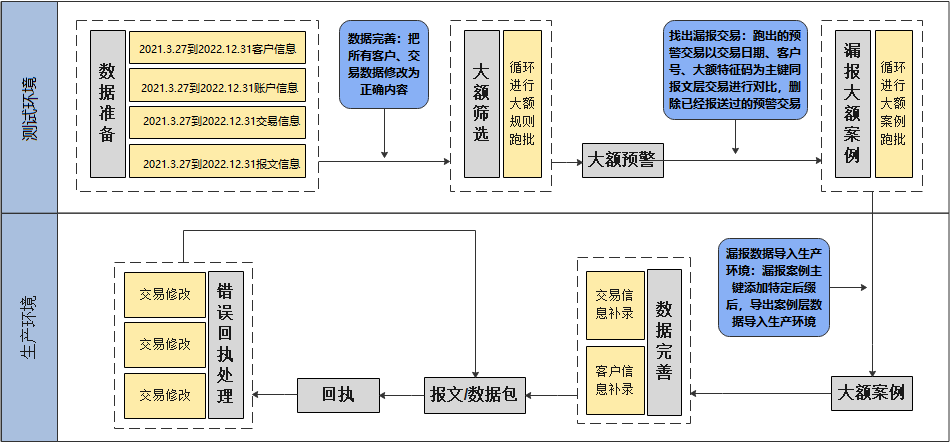 测试环境
数据准备
2021.3.27到2022.12.31客户信息
2021.3.27到2022.12.31账户信息
2021.3.27到2022.12.31交易信息
2021.3.27到2022.12.31报文信息
数据完善：把
所有客户、交
易数据修改为
正确内容
大额筛选
循环
进行
大额
规则
跑批
大额预警
找出漏报交易：跑出的预
警交易以交易日期、客户
号、大额特征码为主键同
报文层交易进行对比，删
除已经报送过的预警交易
漏报大额案例
循环
进行
大额
案例
跑批
生产环境
交易修改
交易修改
交易修改
错误回执处理
回执
报文/数据包
交易信
息补录
客户信
息补录
数据完善
漏报数据导入生产
环境：漏报案例主
键添加特定后缀
后，导出案例层数
据导入生产环境
大额案例